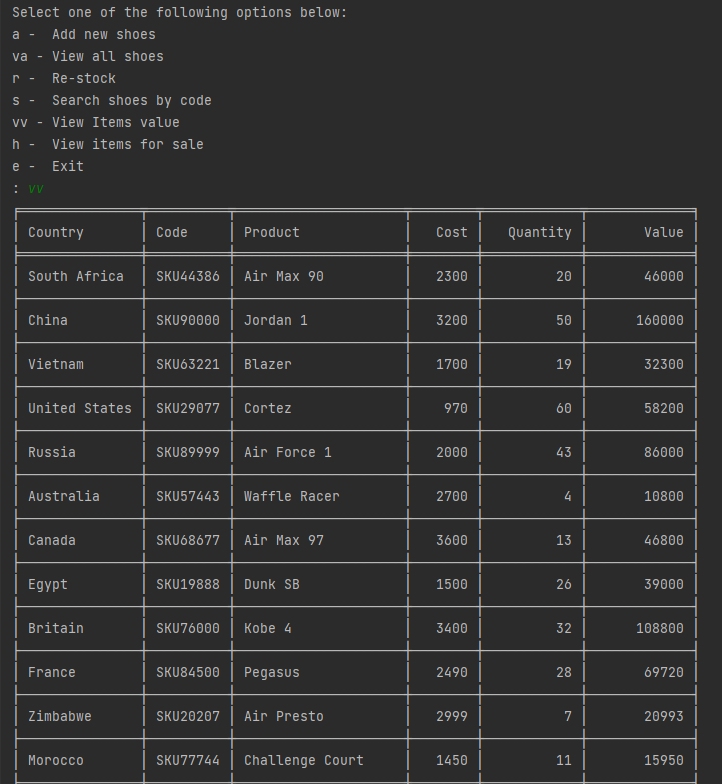 Select one of the following options below:
a -  Add new shoes
va - View all shoes
r -  Re-stock
s -  Search shoes by code
vv - View Items value
h -  View items for sale
e -  Exit
: vv
Country Code Product Cost Quantity Value
South Africa SKU44386 Air Max 90 2300 20 46000
China SKU90000 Jordan 1 3200 50 160000
Vietnam SKU63221 Blazer 1700 19 32300
United States SKU29077 Cortez 970 60 58200
Russia SKU89999 Air Force 1 2000 43 86000
Australia SKU57443 Waffle Racer 2700 4 10800
Canada SKU68677 Air Max 97 3600 13 46800
Egypt SKU19888 Dunk SB 1500 26 39000
Britain SKU76000 Kobe 4 3400 32 108800
France SKU84500 Pegasus 2490 28 69720
Zimbabwe SKU20207 Air Presto 2999 7 20993
Morocco SKU77744 Challenge Court 1450 11 15950